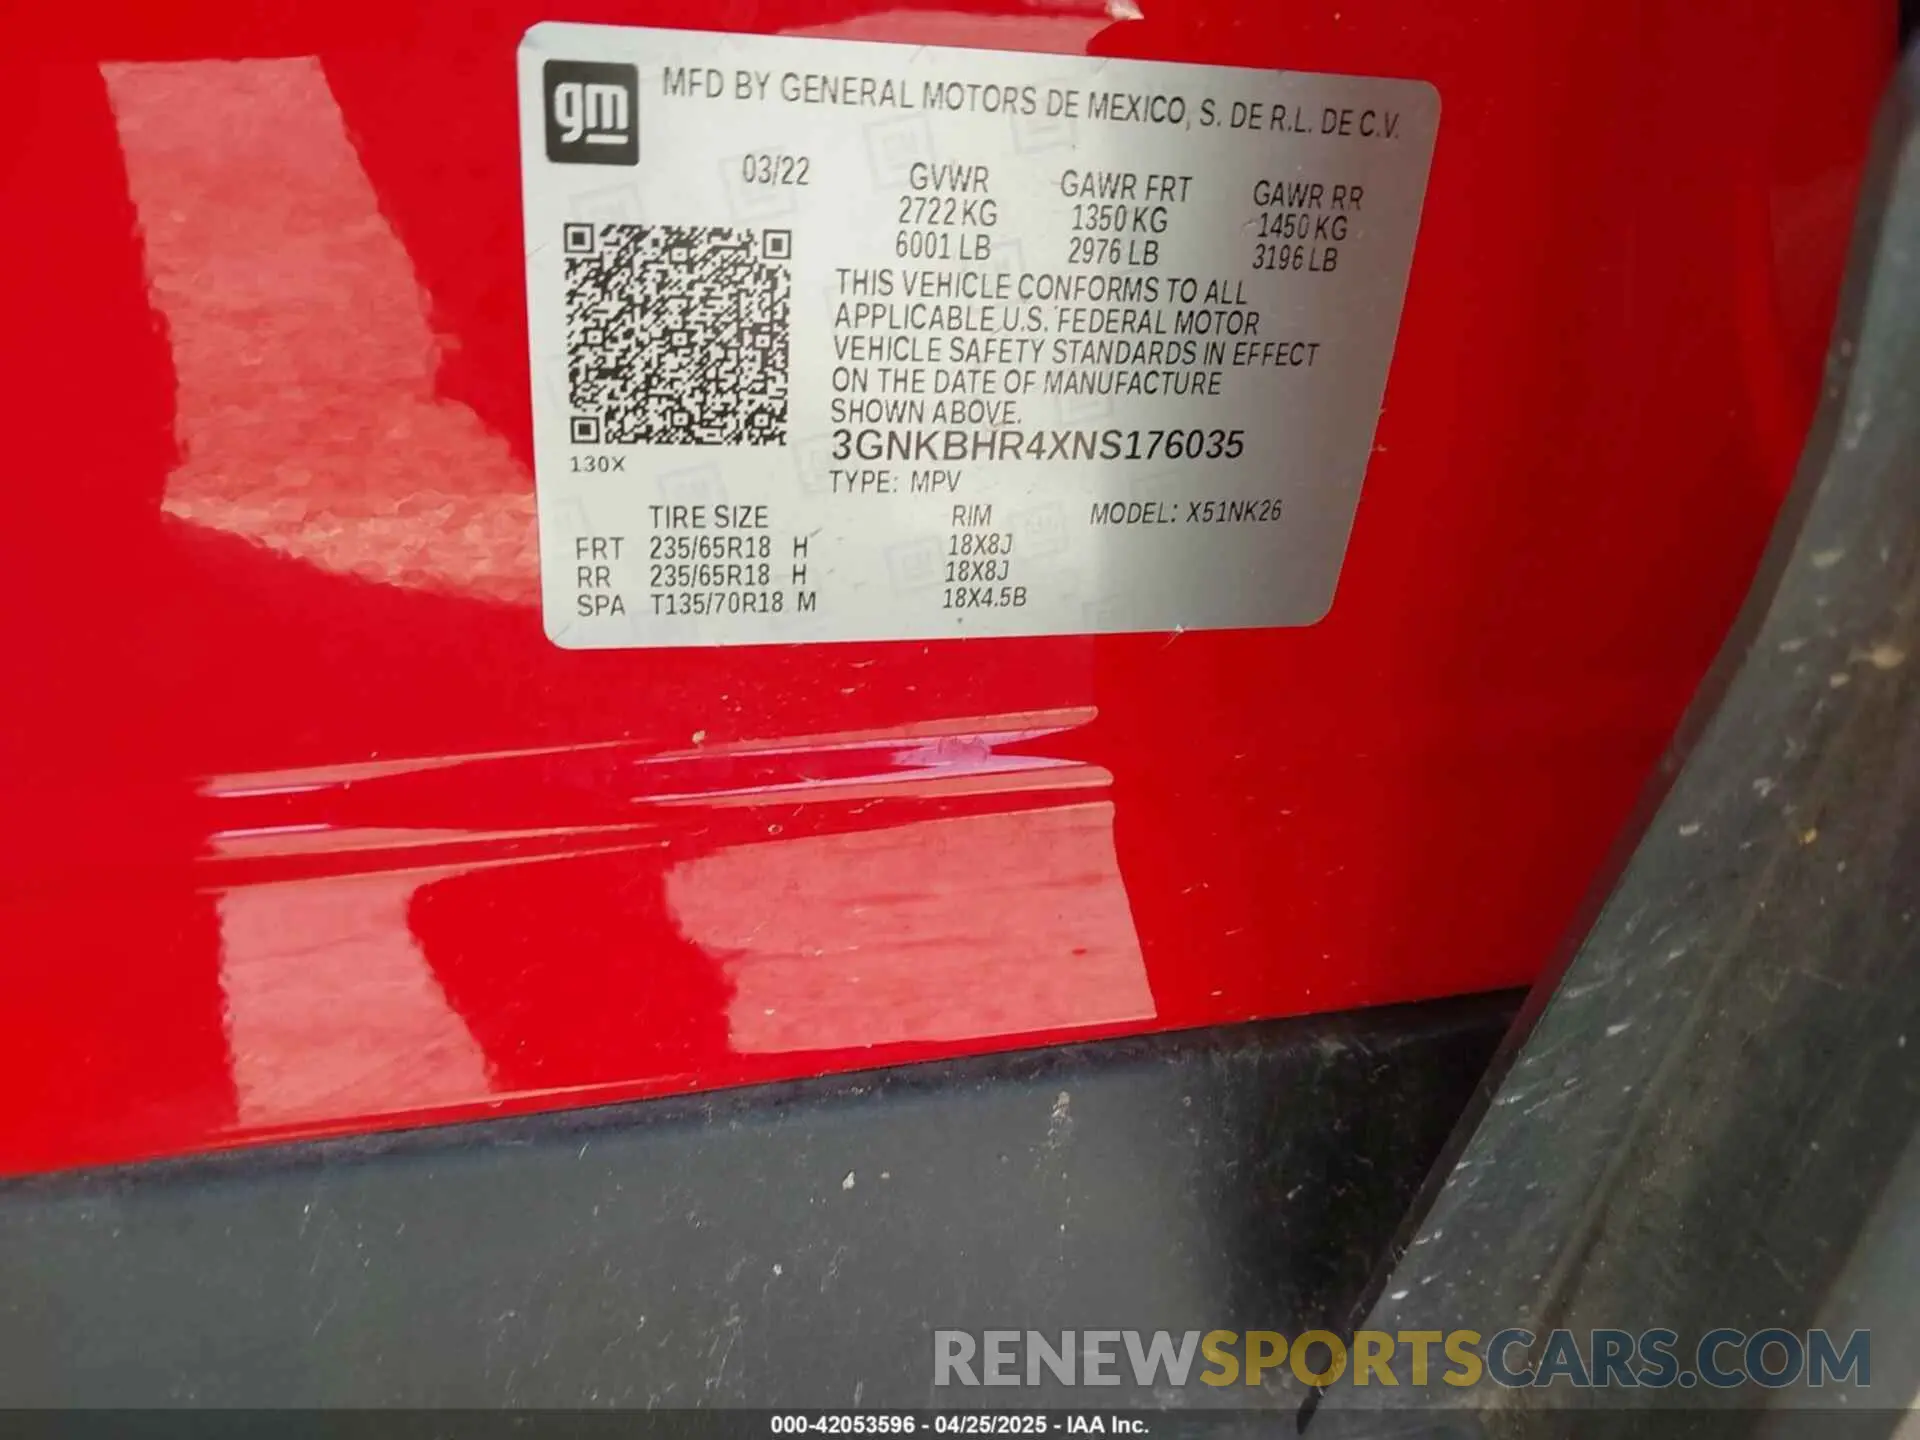 gm
MFD BY GENERAL MOTORS DE MEXICO, S. DE R.L. DE C.V.
03/22 GVWR GAWR FRT GAWR RR
2722 KG 1350 KG 1450 KG
6001 LB 2976 LB 3196 LB
THIS VEHICLE CONFORMS TO ALL
APPLICABLE U.S. FEDERAL MOTOR
VEHICLE SAFETY STANDARDS IN EFFECT
ON THE DATE OF MANUFACTURE
SHOWN ABOVE.
3GNKBHR4XNS176035
130X
TYPE: MPV
TIRE SIZE RIM MODEL: X51NK26
FRT 235/65R18 H 18X8J
RR 235/65R18 H 18X8J
SPA T135/70R18 M 18X4.5B
RENEWSPORTSCARS.COM
000-42053596 - 04/25/2025 - IAA Inc.